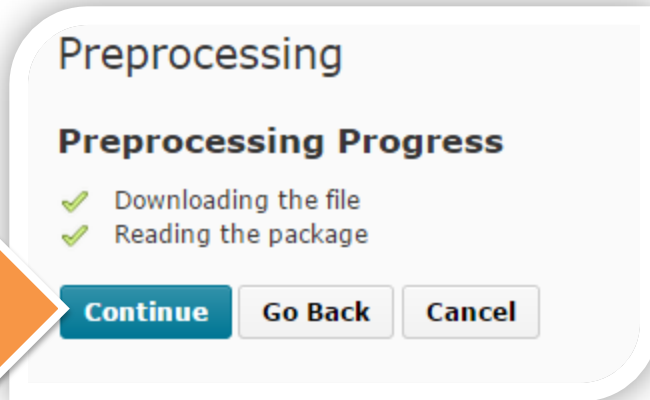 Preprocessing
Preprocessing Progress
Downloading the file
Reading the package
Continue Go Back Cancel